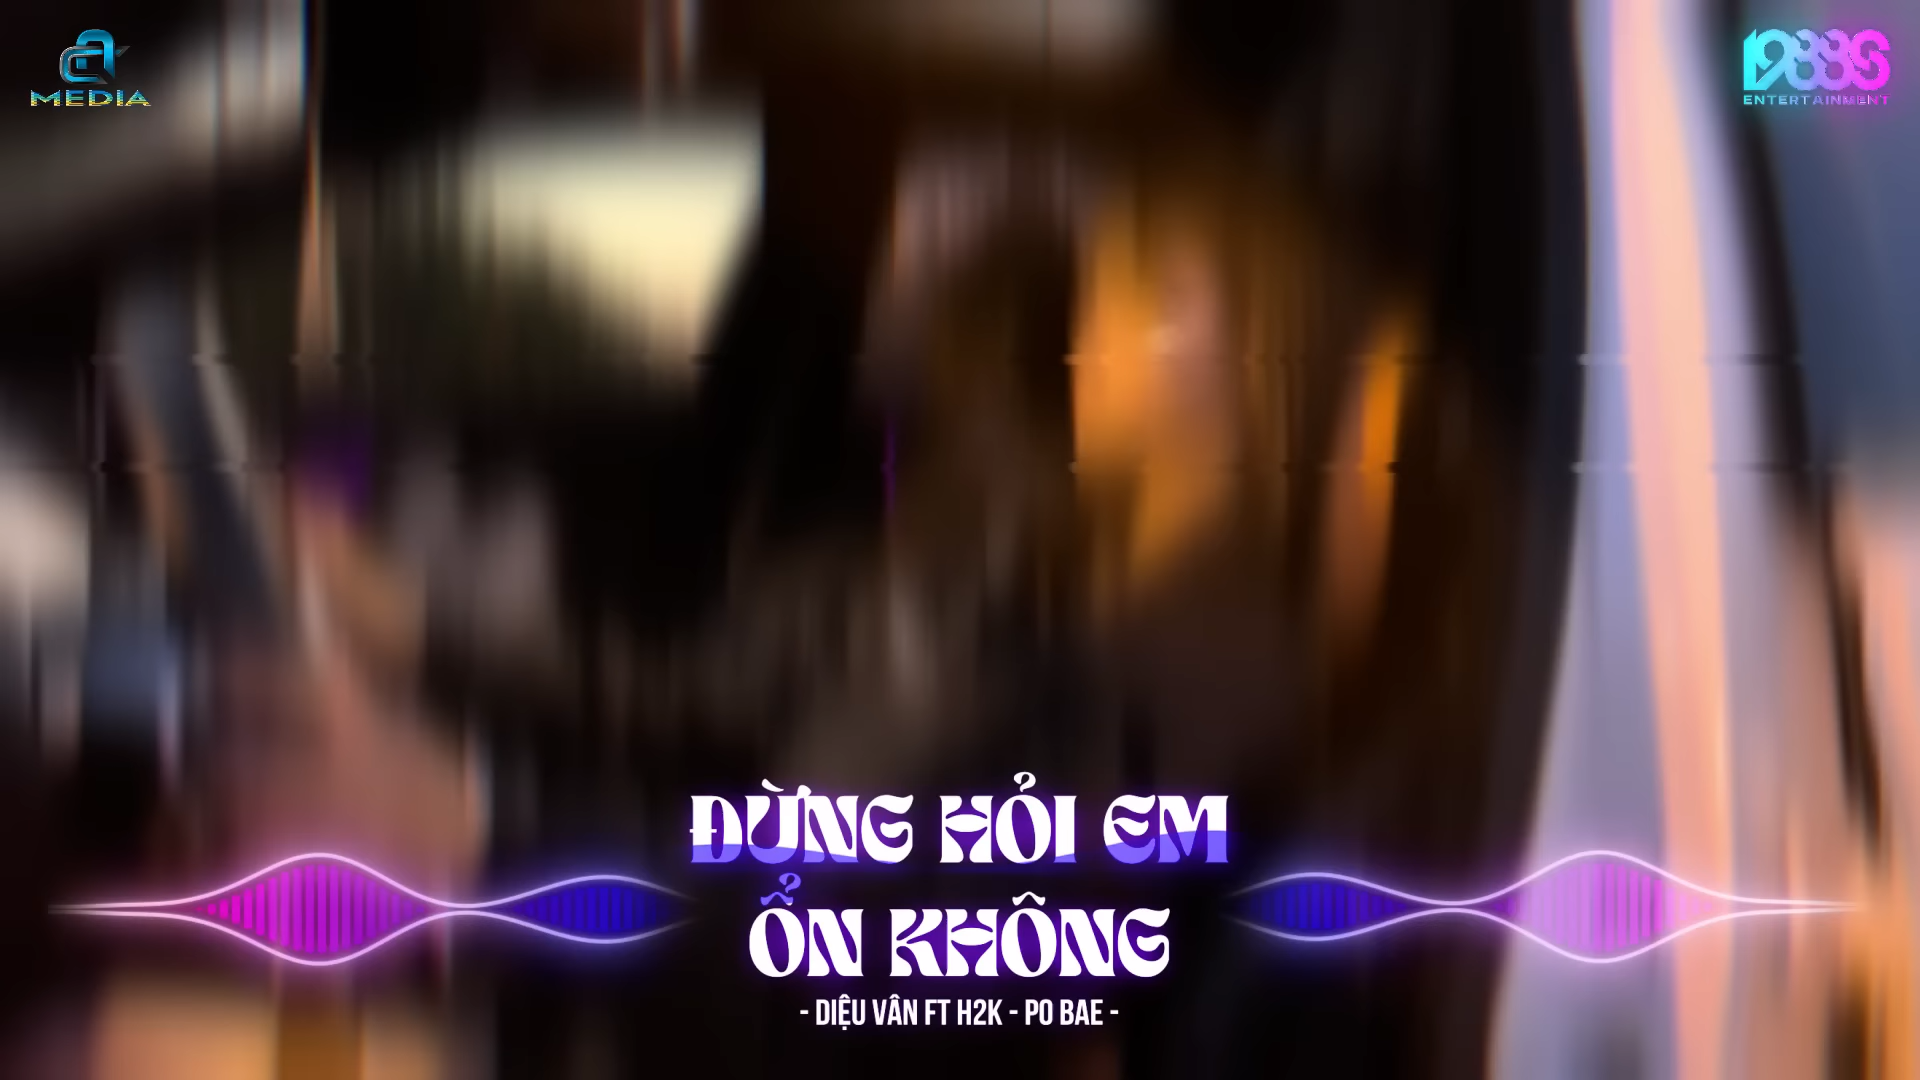 MEDIA
1988S
ENTERTAINMENT
ĐỪNG HỎI EM
ỔN KHÔNG
- DIỆU VÂN FT H2K - PO BAE -